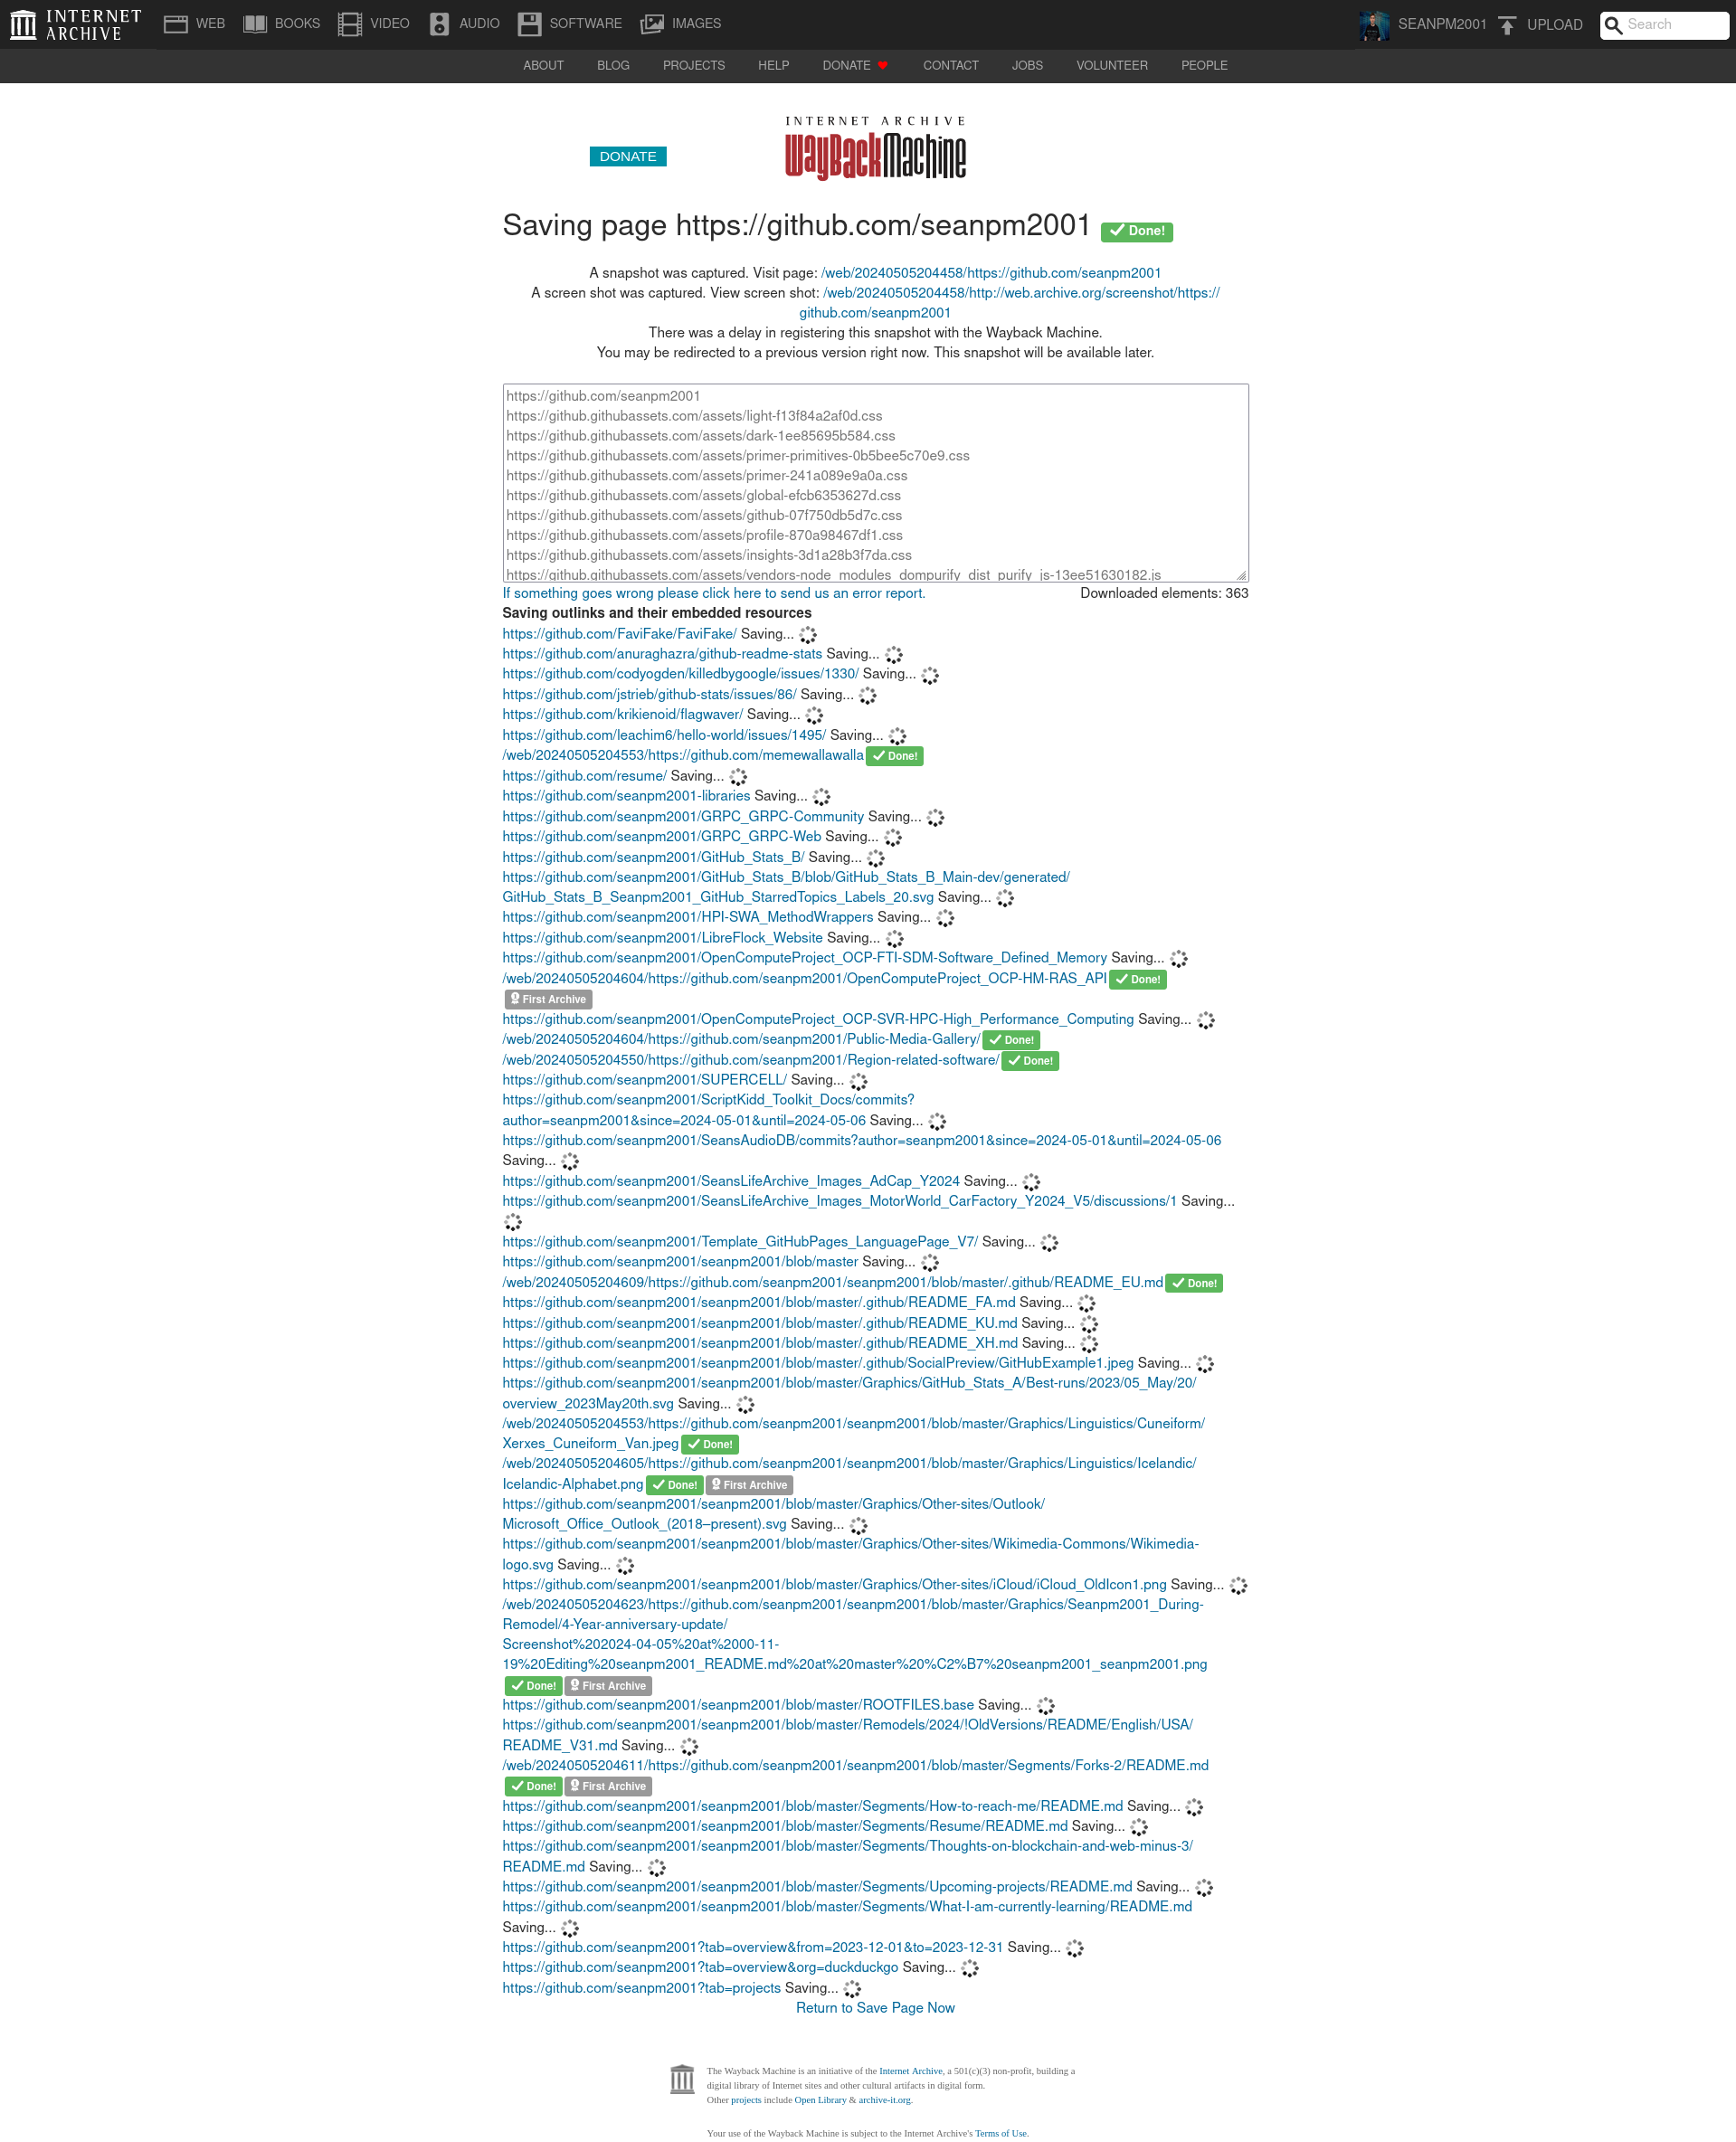 INTERNET ARCHIVE
WEB BOOKS VIDEO AUDIO SOFTWARE IMAGES SEANPM2001 UPLOAD Search
ABOUT BLOG PROJECTS HELP DONATE CONTACT JOBS VOLUNTEER PEOPLE
INTERNET ARCHIVE
DONATE WayBackMachine
Saving page https://github.com/seanpm2001 Done!
A snapshot was captured. Visit page: /web/20240505204458/https://github.com/seanpm2001
A screen shot was captured. View screen shot: /web/20240505204458/http://web.archive.org/screenshot/https://
github.com/seanpm2001
There was a delay in registering this snapshot with the Wayback Machine.
You may be redirected to a previous version right now. This snapshot will be available later.
https://github.com/seanpm2001
https://github.githubassets.com/assets/light-f13f84a2af0d.css
https://github.githubassets.com/assets/dark-1ee85695b584.css
https://github.githubassets.com/assets/primer-primitives-0b5bee5c70e9.css
https://github.githubassets.com/assets/primer-241a089e9a0a.css
https://github.githubassets.com/assets/global-efcb6353627d.css
https://github.githubassets.com/assets/github-07f750db5d7c.css
https://github.githubassets.com/assets/profile-870a98467df1.css
https://github.githubassets.com/assets/insights-3d1a28b3f7da.css
https://github.githubassets.com/assets/vendors-node_modules_dompurify_dist_purify_js-13ee51630182.js
If something goes wrong please click here to send us an error report. Downloaded elements: 363
Saving outlinks and their embedded resources
https://github.com/FaviFake/FaviFake/ Saving...
https://github.com/anuraghazra/github-readme-stats Saving...
https://github.com/codyogden/killedbygoogle/issues/1330/ Saving...
https://github.com/jstrieb/github-stats/issues/86/ Saving...
https://github.com/krikienoid/flagwaver/ Saving...
https://github.com/leachim6/hello-world/issues/1495/ Saving...
/web/20240505204553/https://github.com/memewallawalla Done!
https://github.com/resume/ Saving...
https://github.com/seanpm2001-libraries Saving...
https://github.com/seanpm2001/GRPC_GRPC-Community Saving...
https://github.com/seanpm2001/GRPC_GRPC-Web Saving...
https://github.com/seanpm2001/GitHub_Stats_B/ Saving...
https://github.com/seanpm2001/GitHub_Stats_B/blob/GitHub_Stats_B_Main-dev/generated/
GitHub_Stats_B_Seanpm2001_GitHub_StarredTopics_Labels_20.svg Saving...
https://github.com/seanpm2001/HPI-SWA_MethodWrappers Saving...
https://github.com/seanpm2001/LibreFlock_Website Saving...
https://github.com/seanpm2001/OpenComputeProject_OCP-FTI-SDM-Software_Defined_Memory Saving...
/web/20240505204604/https://github.com/seanpm2001/OpenComputeProject_OCP-HM-RAS_API Done!
First Archive
https://github.com/seanpm2001/OpenComputeProject_OCP-SVR-HPC-High_Performance_Computing Saving...
/web/20240505204604/https://github.com/seanpm2001/Public-Media-Gallery/ Done!
/web/20240505204550/https://github.com/seanpm2001/Region-related-software/ Done!
https://github.com/seanpm2001/SUPERCELL/ Saving...
https://github.com/seanpm2001/ScriptKidd_Toolkit_Docs/commits?
author=seanpm2001&since=2024-05-01&until=2024-05-06 Saving...
https://github.com/seanpm2001/SeansAudioDB/commits?author=seanpm2001&since=2024-05-01&until=2024-05-06
Saving...
https://github.com/seanpm2001/SeansLifeArchive_Images_AdCap_Y2024 Saving...
https://github.com/seanpm2001/SeansLifeArchive_Images_MotorWorld_CarFactory_Y2024_V5/discussions/1 Saving...
https://github.com/seanpm2001/Template_GitHubPages_LanguagePage_V7/ Saving...
https://github.com/seanpm2001/seanpm2001/blob/master Saving...
/web/20240505204609/https://github.com/seanpm2001/seanpm2001/blob/master/.github/README_EU.md Done!
https://github.com/seanpm2001/seanpm2001/blob/master/.github/README_FA.md Saving...
https://github.com/seanpm2001/seanpm2001/blob/master/.github/README_KU.md Saving...
https://github.com/seanpm2001/seanpm2001/blob/master/.github/README_XH.md Saving...
https://github.com/seanpm2001/seanpm2001/blob/master/.github/SocialPreview/GitHubExample1.jpeg Saving...
https://github.com/seanpm2001/seanpm2001/blob/master/Graphics/GitHub_Stats_A/Best-runs/2023/05_May/20/
overview_2023May20th.svg Saving...
/web/20240505204553/https://github.com/seanpm2001/seanpm2001/blob/master/Graphics/Linguistics/Cuneiform/
Xerxes_Cuneiform_Van.jpeg Done!
/web/20240505204605/https://github.com/seanpm2001/seanpm2001/blob/master/Graphics/Linguistics/Icelandic/
Icelandic-Alphabet.png Done! First Archive
https://github.com/seanpm2001/seanpm2001/blob/master/Graphics/Other-sites/Outlook/
Microsoft_Office_Outlook_(2018–present).svg Saving...
https://github.com/seanpm2001/seanpm2001/blob/master/Graphics/Other-sites/Wikimedia-Commons/Wikimedia-
logo.svg Saving...
https://github.com/seanpm2001/seanpm2001/blob/master/Graphics/Other-sites/iCloud/iCloud_OldIcon1.png Saving...
/web/20240505204623/https://github.com/seanpm2001/seanpm2001/blob/master/Graphics/Seanpm2001_During-
Remodel/4-Year-anniversary-update/
Screenshot%202024-04-05%20at%2000-11-
19%20Editing%20seanpm2001_README.md%20at%20master%20%C2%B7%20seanpm2001_seanpm2001.png
Done! First Archive
https://github.com/seanpm2001/seanpm2001/blob/master/ROOTFILES.base Saving...
https://github.com/seanpm2001/seanpm2001/blob/master/Remodels/2024/!OldVersions/README/English/USA/
README_V31.md Saving...
/web/20240505204611/https://github.com/seanpm2001/seanpm2001/blob/master/Segments/Forks-2/README.md
Done! First Archive
https://github.com/seanpm2001/seanpm2001/blob/master/Segments/How-to-reach-me/README.md Saving...
https://github.com/seanpm2001/seanpm2001/blob/master/Segments/Resume/README.md Saving...
https://github.com/seanpm2001/seanpm2001/blob/master/Segments/Thoughts-on-blockchain-and-web-minus-3/
README.md Saving...
https://github.com/seanpm2001/seanpm2001/blob/master/Segments/Upcoming-projects/README.md Saving...
https://github.com/seanpm2001/seanpm2001/blob/master/Segments/What-I-am-currently-learning/README.md
Saving...
https://github.com/seanpm2001?tab=overview&from=2023-12-01&to=2023-12-31 Saving...
https://github.com/seanpm2001?tab=overview&org=duckduckgo Saving...
https://github.com/seanpm2001?tab=projects Saving...
Return to Save Page Now
The Wayback Machine is an initiative of the Internet Archive, a 501(c)(3) non-profit, building a
digital library of Internet sites and other cultural artifacts in digital form.
Other projects include Open Library & archive-it.org.
Your use of the Wayback Machine is subject to the Internet Archive's Terms of Use.